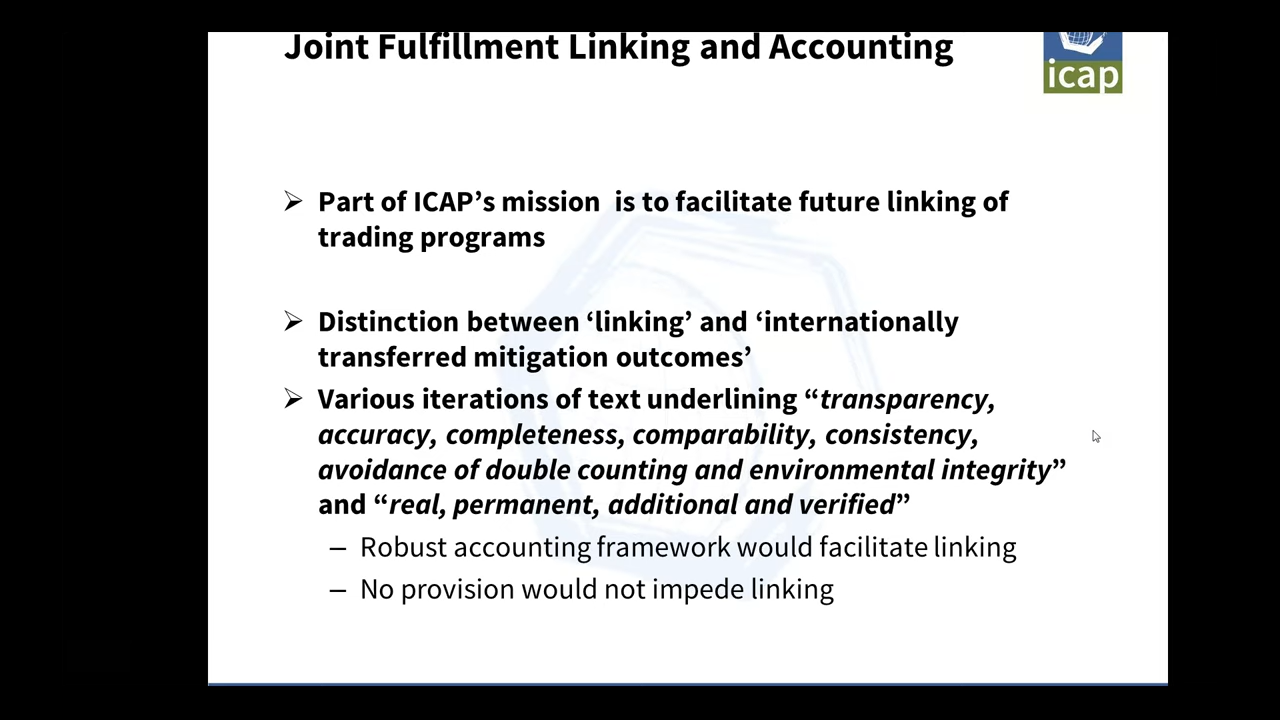 Joint Fulfillment Linking and Accounting
icap
➢ Part of ICAP’s mission  is to facilitate future linking of
trading programs
➢ Distinction between ‘linking’ and ‘internationally
transferred mitigation outcomes’
➢ Various iterations of text underlining “transparency,
accuracy, completeness, comparability, consistency,
avoidance of double counting and environmental integrity”
and “real, permanent, additional and verified”
– Robust accounting framework would facilitate linking
– No provision would not impede linking